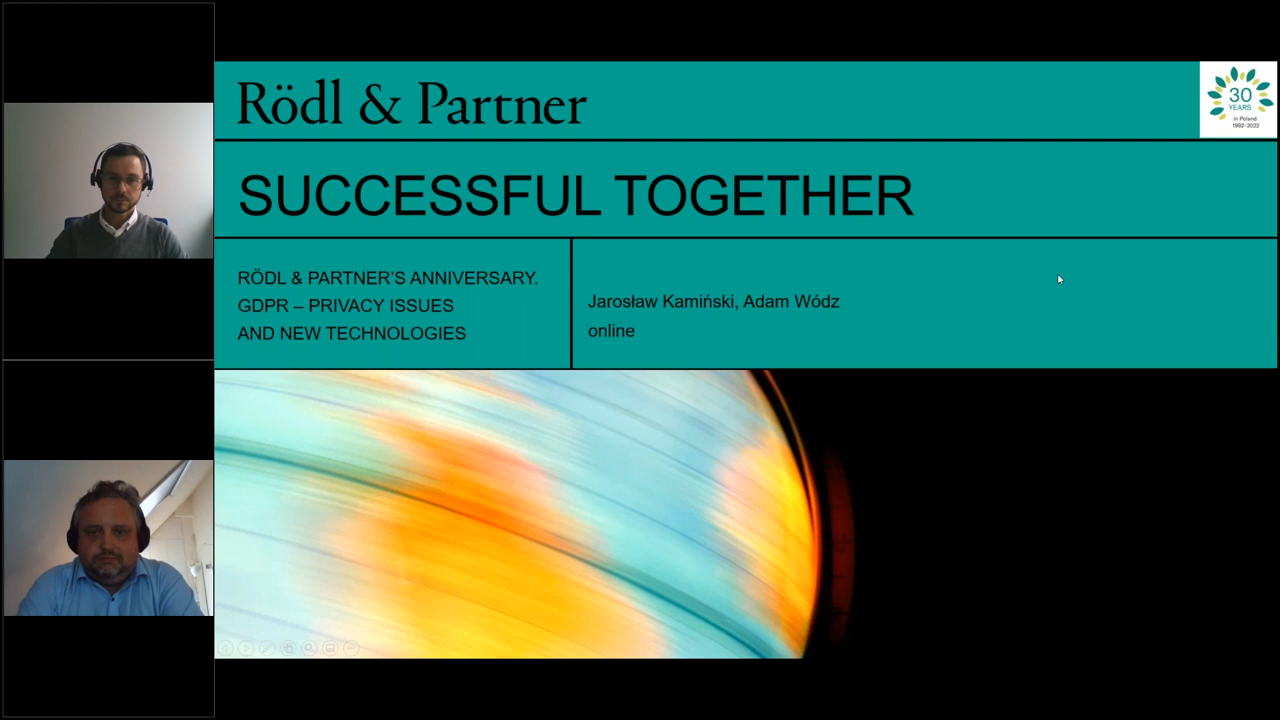 Rödl & Partner
30
YEARS
in Poland
1992-2022
SUCCESSFUL TOGETHER
RÖDL & PARTNER'S ANNIVERSARY.
GDPR – PRIVACY ISSUES
AND NEW TECHNOLOGIES
Jarosław Kamiński, Adam Wódz
online